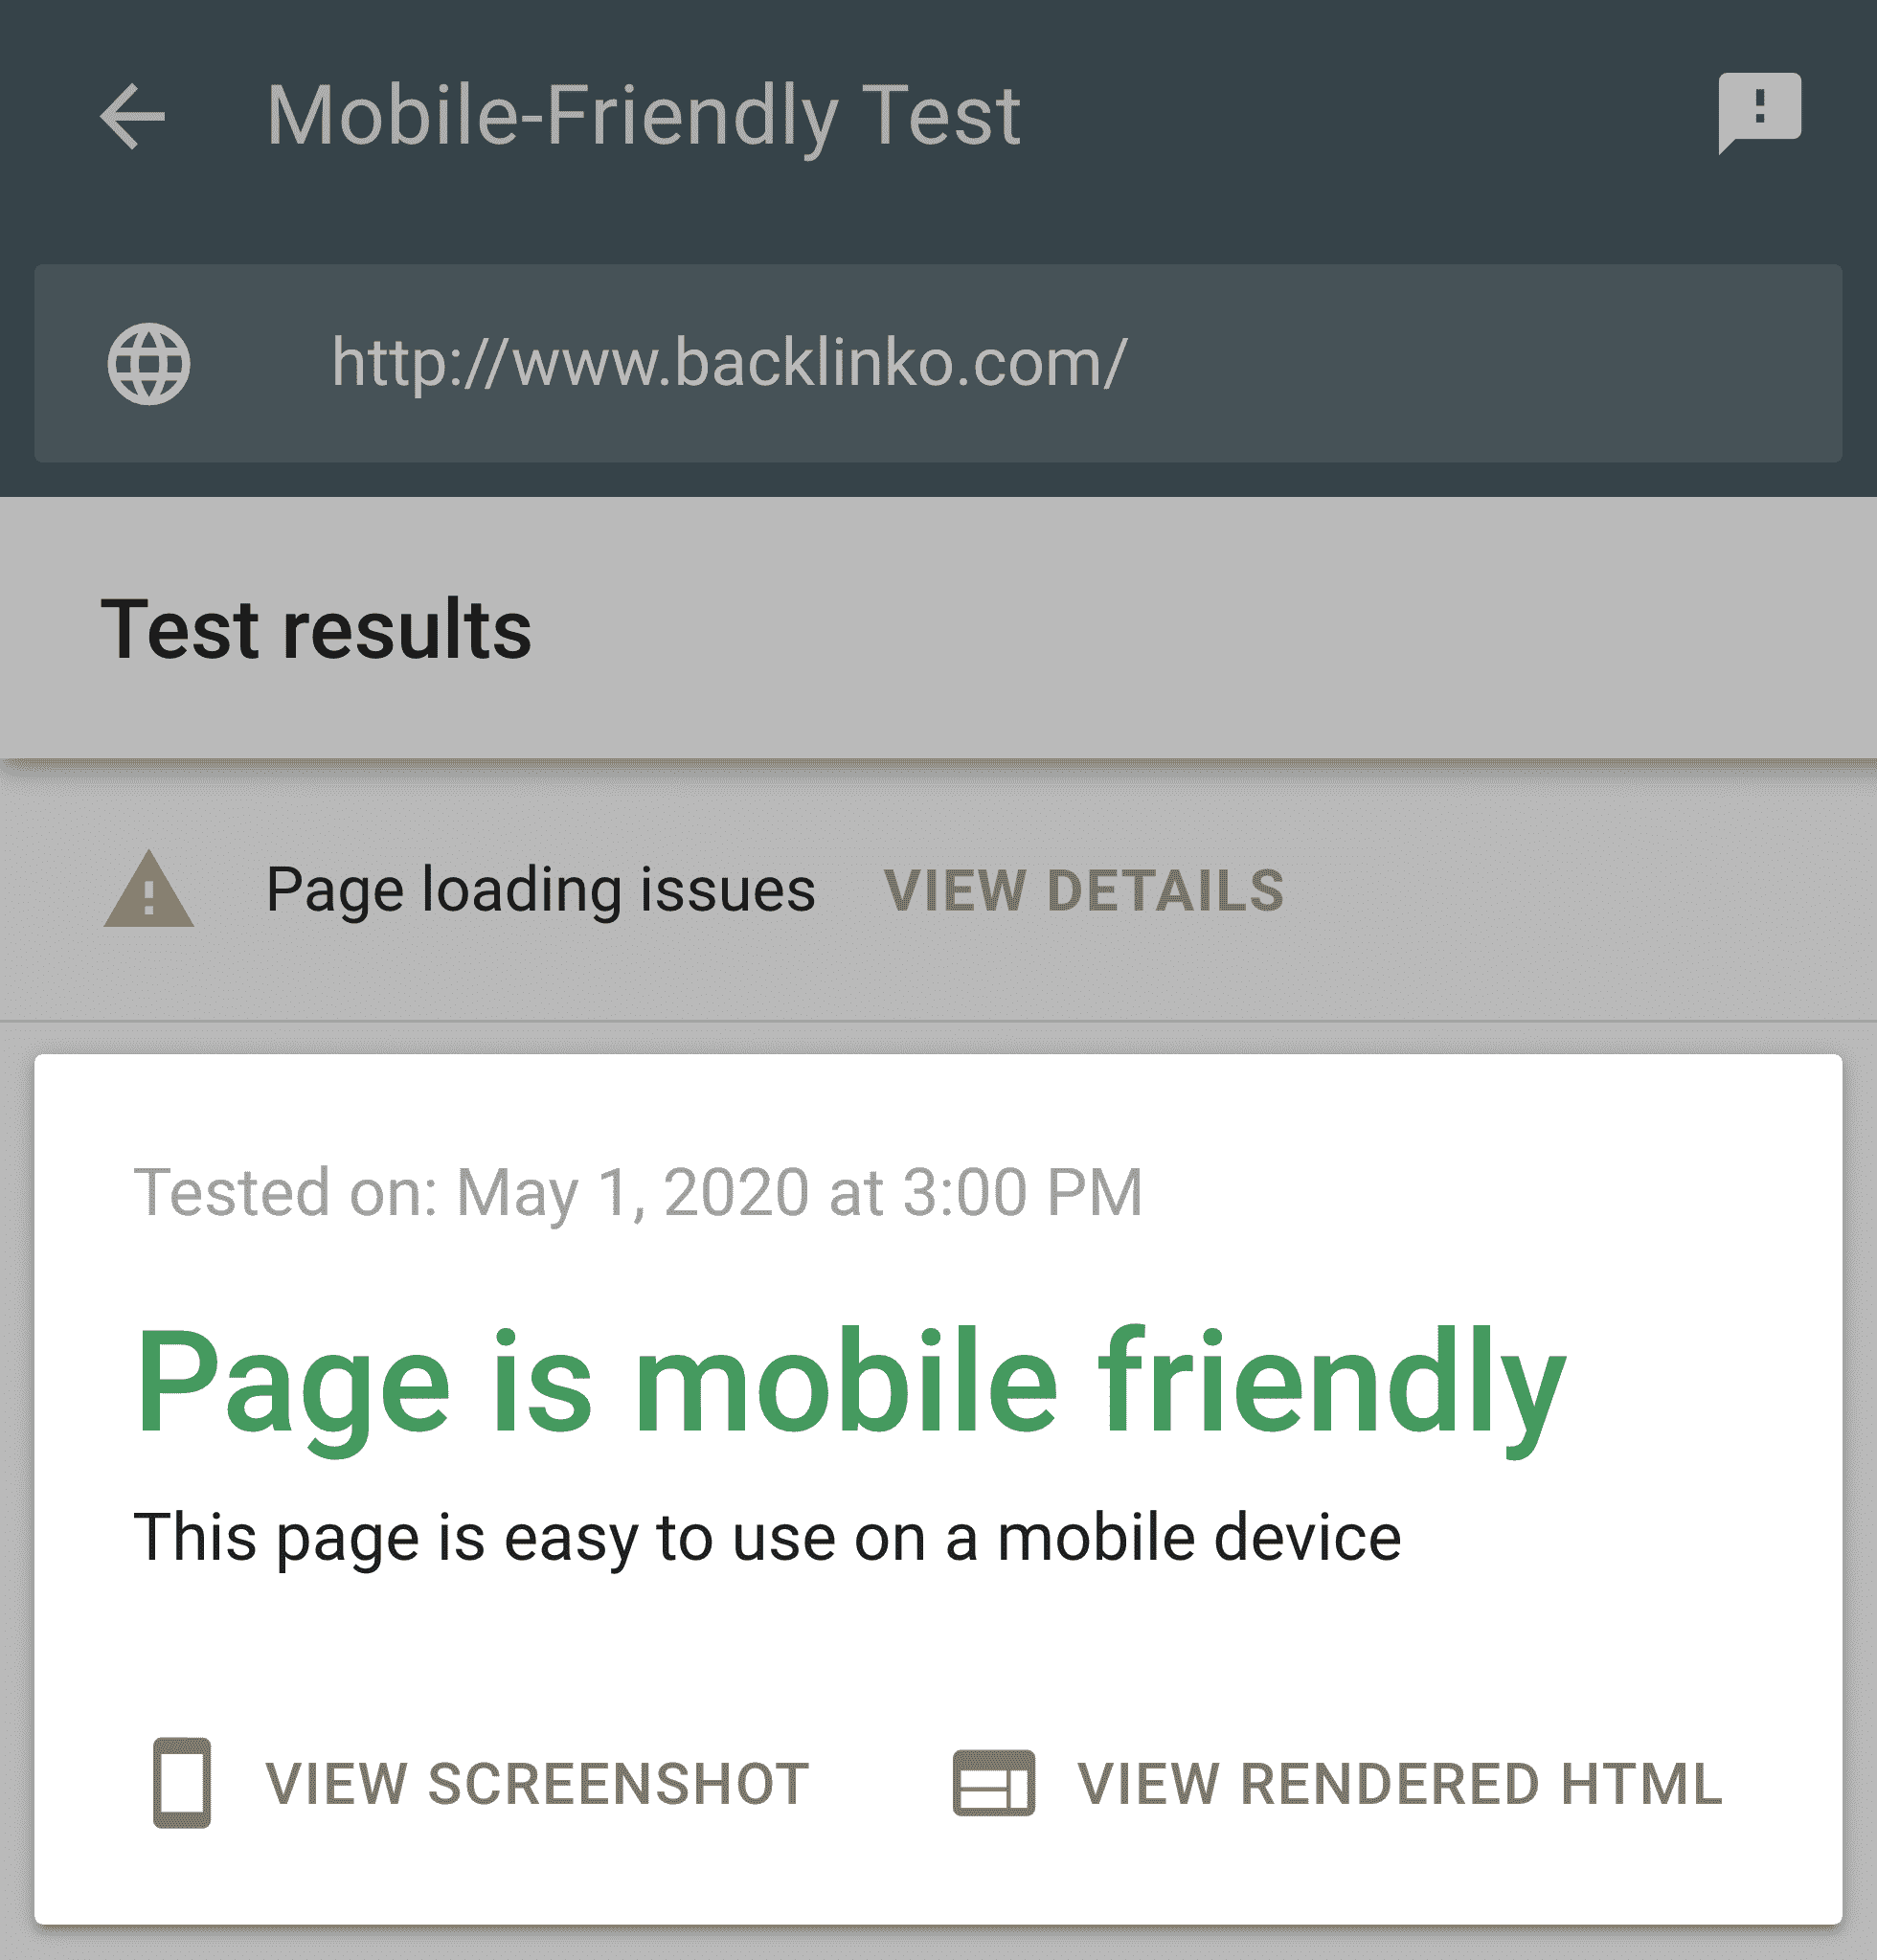 Mobile-Friendly Test
http://www.backlinko.com/
Test results
Page loading issues VIEW DETAILS
Tested on: May 1, 2020 at 3:00 PM
Page is mobile friendly
This page is easy to use on a mobile device
VIEW SCREENSHOT VIEW RENDERED HTML